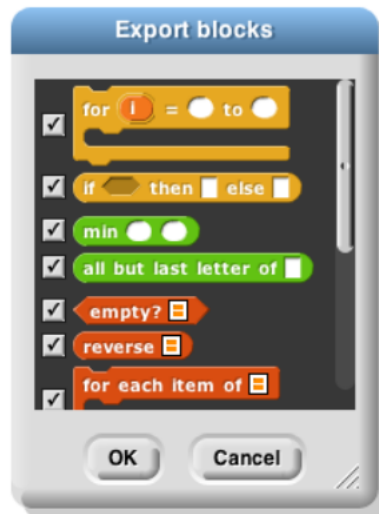 Export blocks
for i = to
if then else
min
all but last letter of
empty?
reverse
for each item of
OK
Cancel